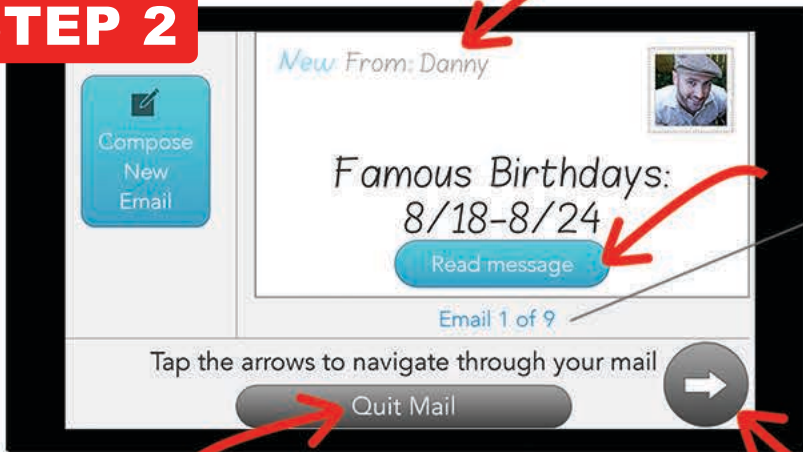 TEP 2
New From: Danny
Compose
New
Email
Famous Birthdays:
8/18-8/24
Read message
Email 1 of 9
Tap the arrows to navigate through your mail
Quit Mail